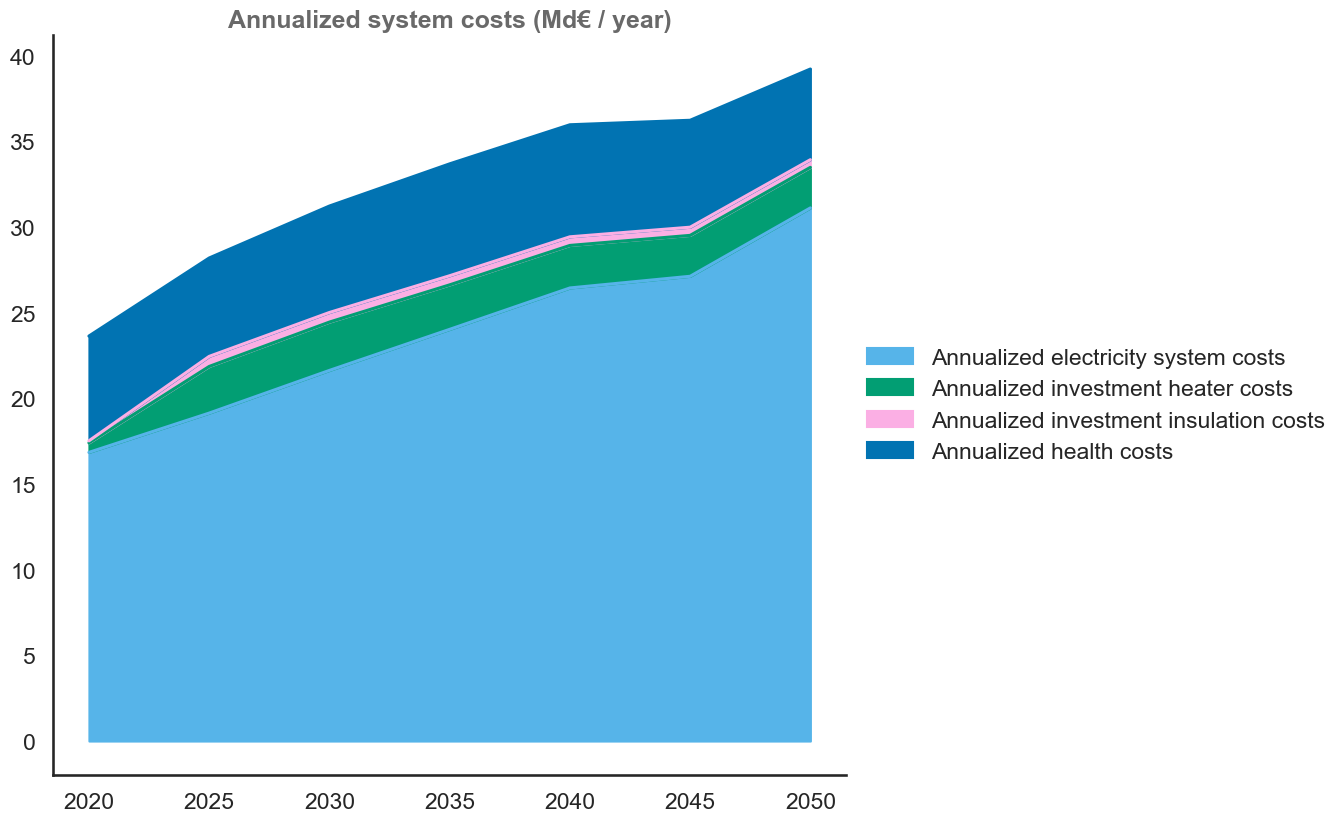 Annualized system costs (Md€ / year)
40
35
30
25
20
15
10
5
0
2020 2025 2030 2035 2040 2045 2050
Annualized electricity system costs
Annualized investment heater costs
Annualized investment insulation costs
Annualized health costs